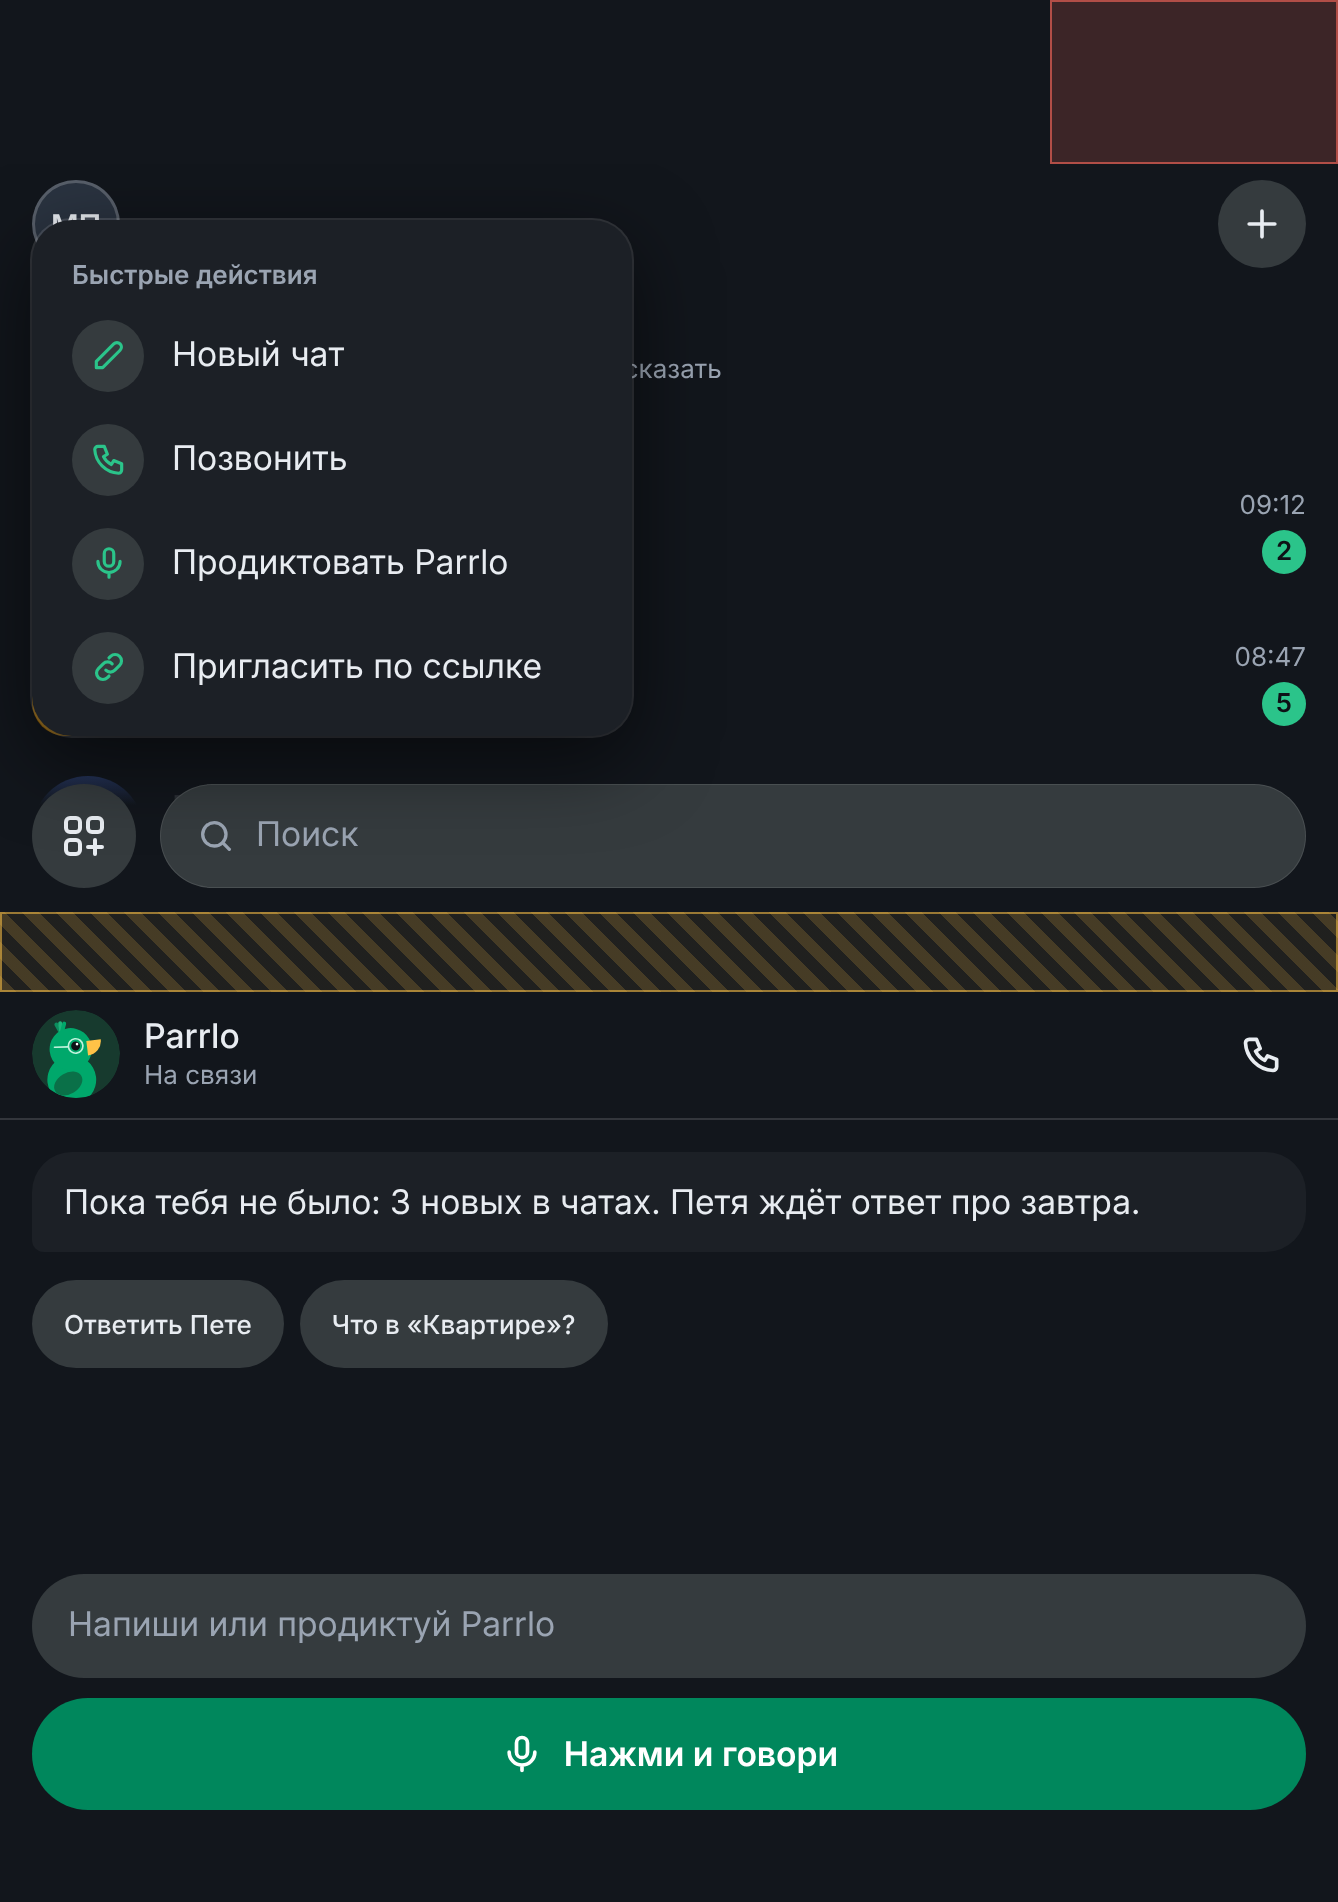 Быстрые действия
Новый чат
сказать
Позвонить
09:12
2
Продиктовать Parrlo
08:47
Пригласить по ссылке
5
Поиск
Parrlo
На связи
Пока тебя не было: 3 новых в чатах. Петя ждёт ответ про завтра.
Ответить Пете
Что в «Квартире»?
Напиши или продиктуй Parrlo
Нажми и говори